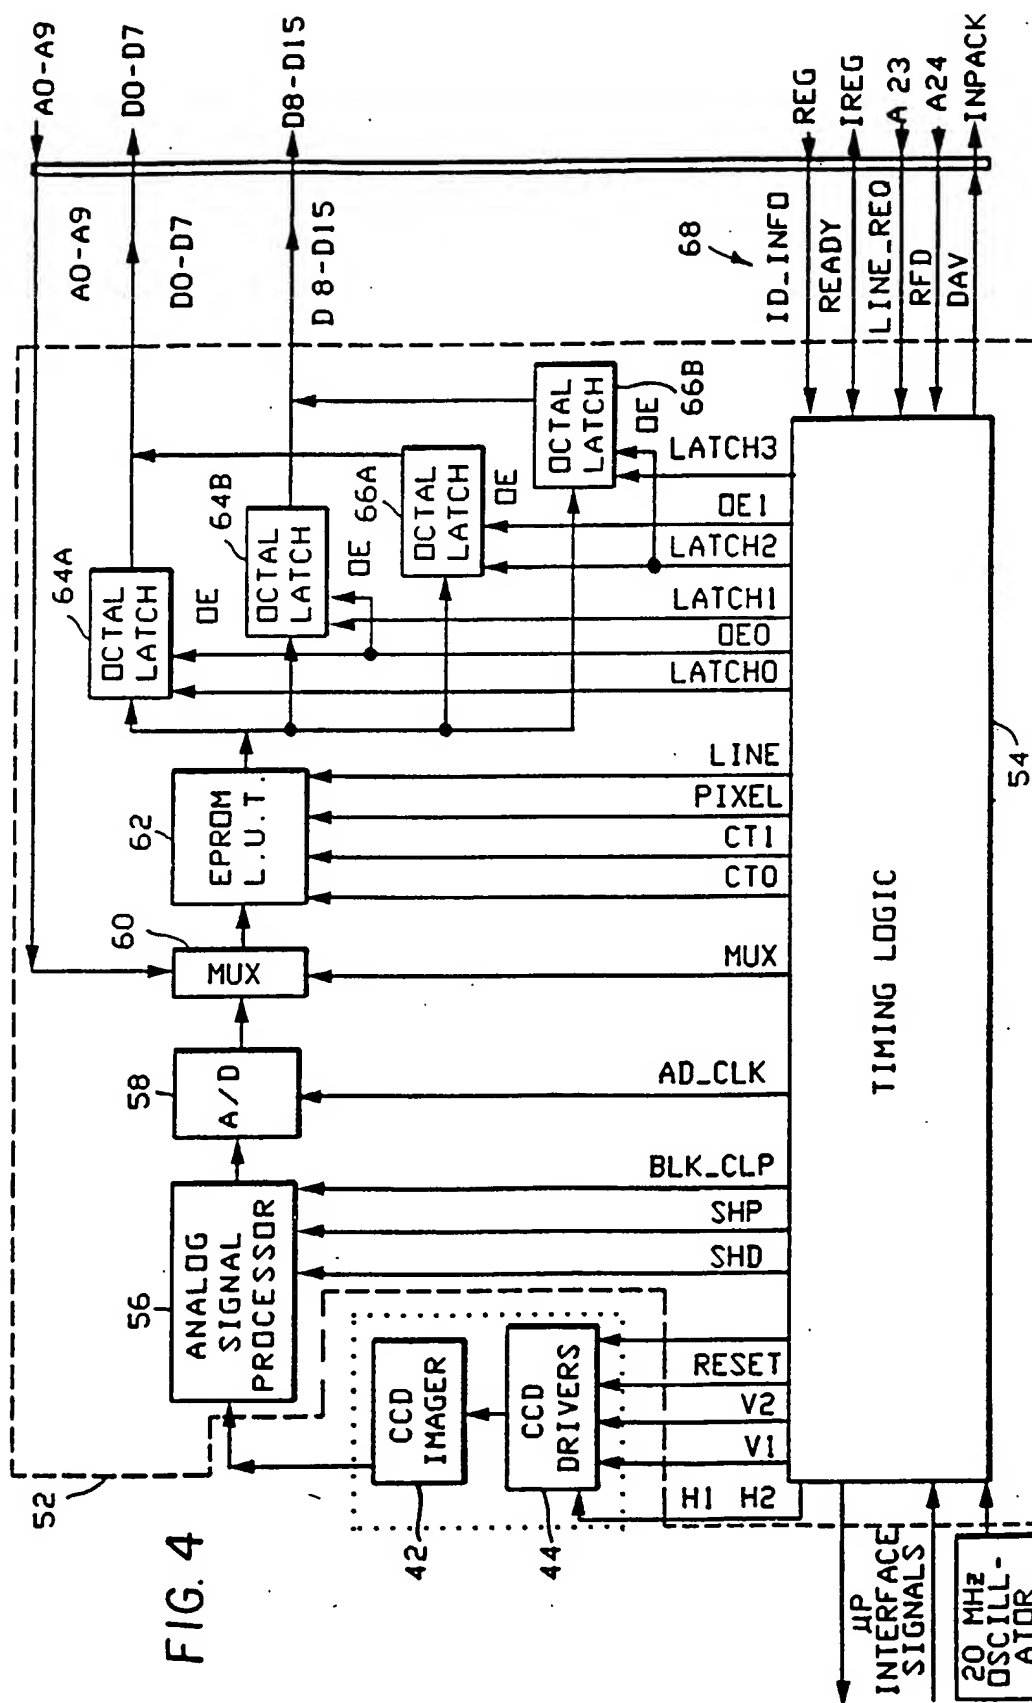 FIG. 4
52
ANALOG
SIGNAL
PROCESSOR
56
A/D
58
MUX
60
EPROM
L.U.T.
62
OCTAL
LATCH
64A
OE
OCTAL
LATCH
64B
OE
OCTAL
LATCH
66A
OE
OCTAL
LATCH
66B
OE
A0-A9
A0-A9
D0-D7
D0-D7
D8-D15
D8-D15
CCD
IMAGER
42
CCD
DRIVERS
44
H1 H2
V1
V2
RESET
SHD
SHP
BLK_CLP
AD_CLK
MUX
CT0
CT1
PIXEL
LINE
LATCH0
OE0
LATCH1
LATCH2
OE1
LATCH3
68
ID_INFO
REG
READY
IREG
LINE_REQ
A 23
RFD
A24
DAV
INPACK
TIMING LOGIC
54
µP
INTERFACE
SIGNALS
20 MHz
OSCILL-
ATOR